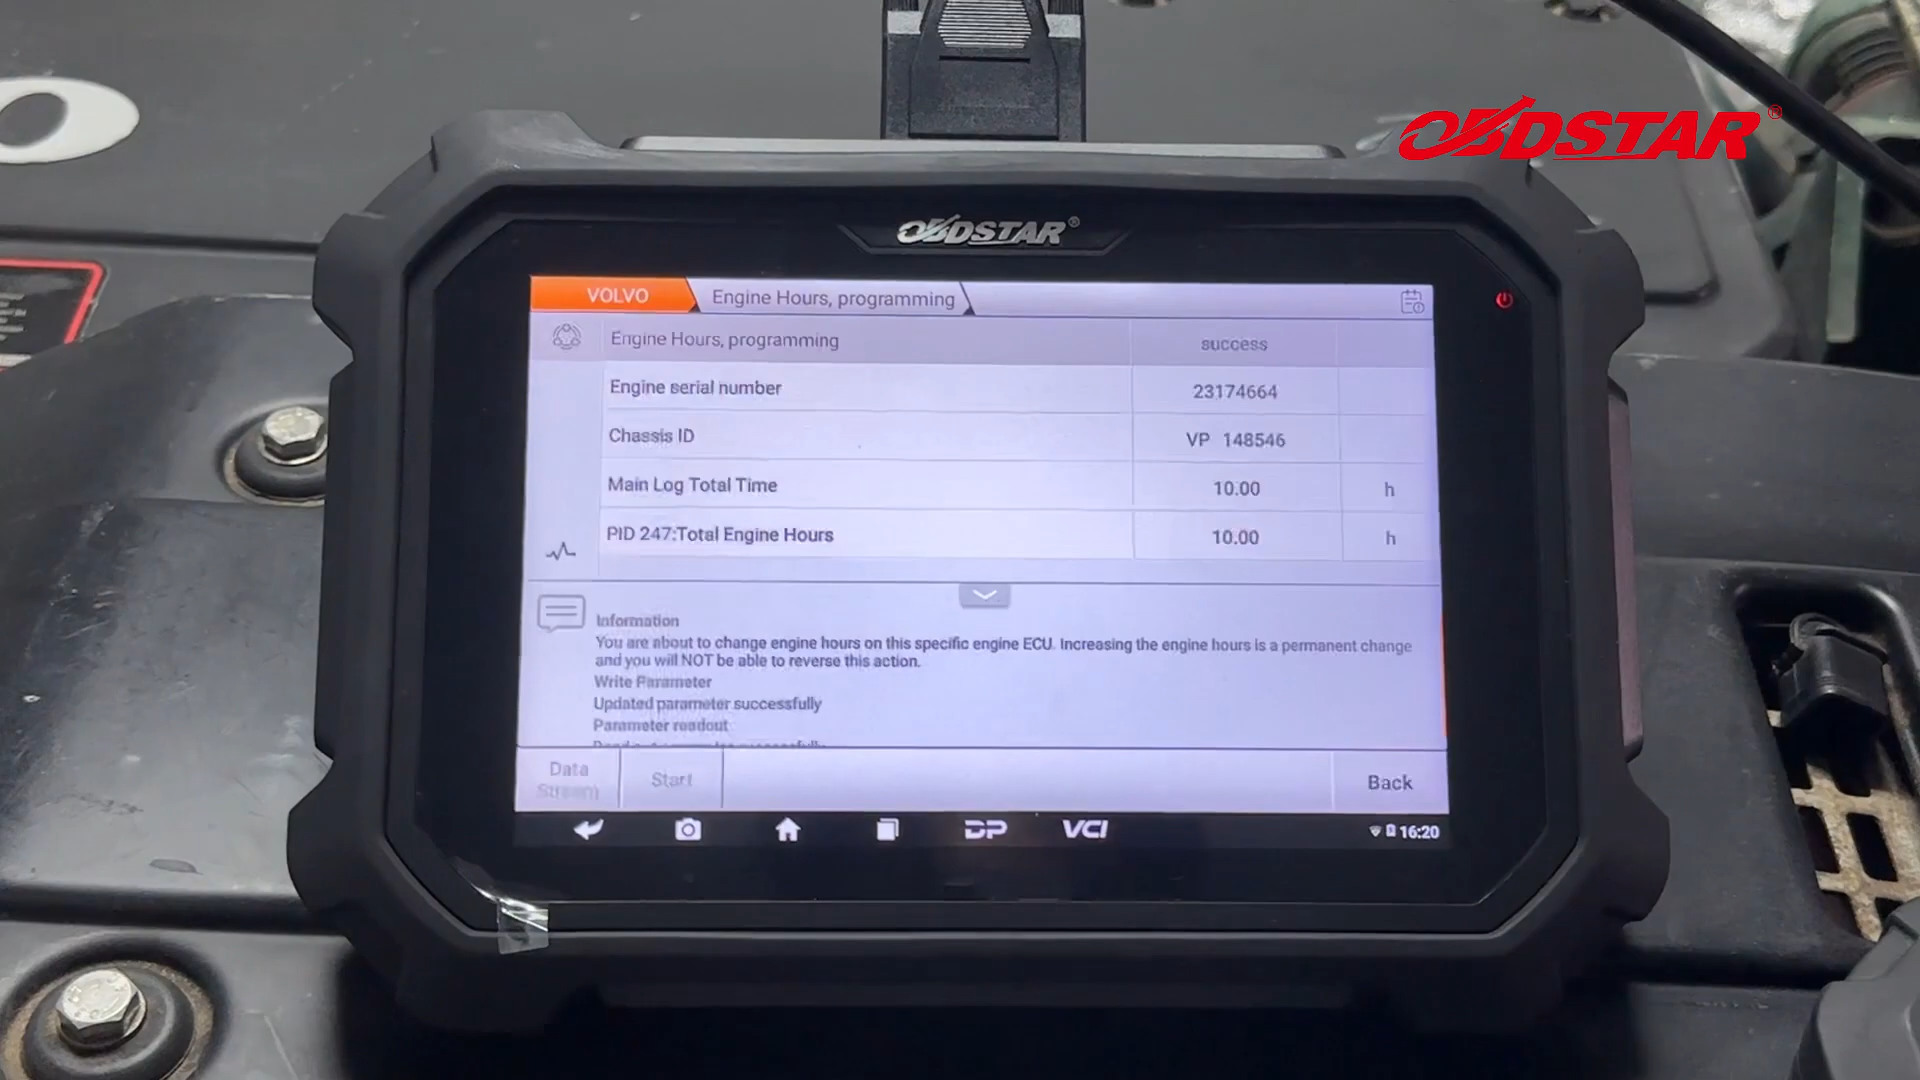 OBDSTAR®
OBDSTAR®
VOLVO
Engine Hours, programming
Engine Hours, programming success
Engine serial number 23174664
Chassis ID VP 148546
Main Log Total Time 10.00 h
PID 247:Total Engine Hours 10.00 h
Information
You are about to change engine hours on this specific engine ECU. Increasing the engine hours is a permanent change
and you will NOT be able to reverse this action.
Write Parameter
Updated parameter successfully
Parameter readout
Data
Stream
Start
Back
DP
VCI
16:20